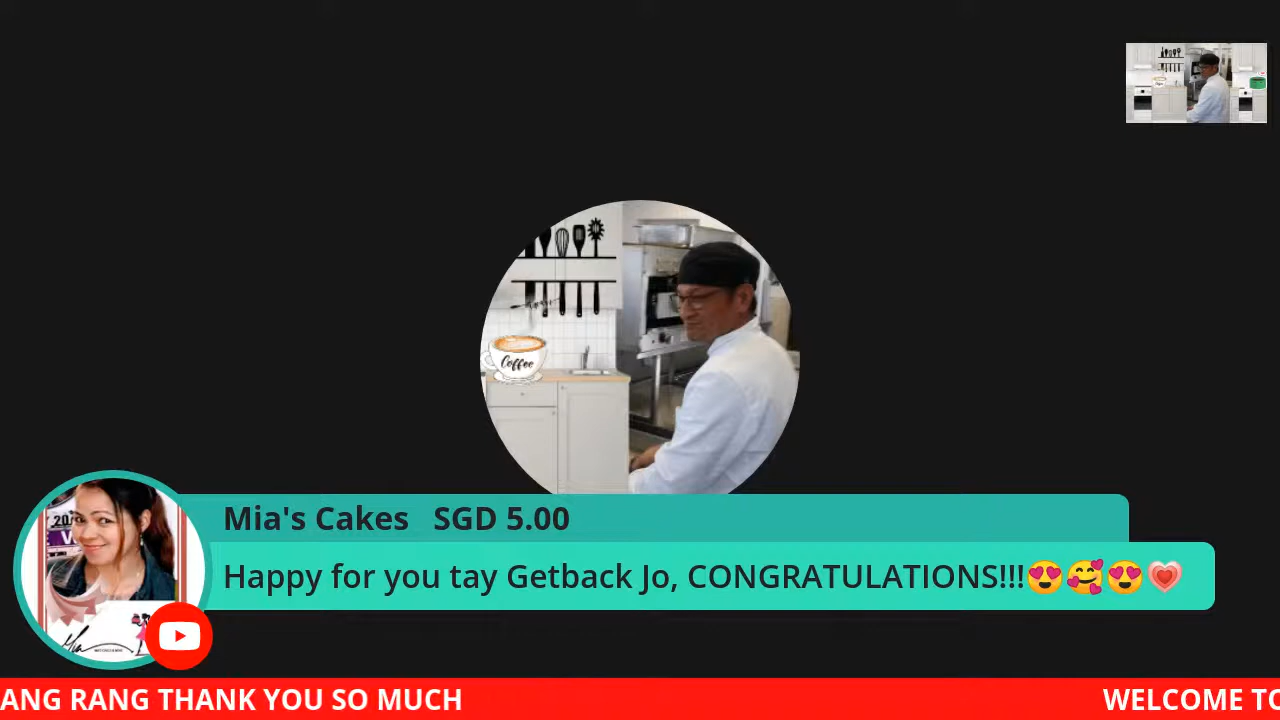 Coffee
Mia's Cakes SGD 5.00
Happy for you tay Getback Jo, CONGRATULATIONS!!!😍🥰😍💗
Mia
ANG RANG THANK YOU SO MUCH
WELCOME TO